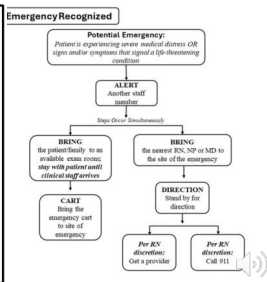 Emergency Recognized
Potential Emergency:
Patient is experiencing severe medical distress OR
signs and/or symptoms that signal a life-threatening
condition
ALERT
Another staff
member
Steps Occur Simultaneously
BRING
the patient/family to an
available exam room;
stay with patient until
clinical staff arrives
BRING
the nearest RN, NP or MD to
the site of the emergency
CART
Bring the
emergency cart
to site of
emergency
DIRECTION
Stand by for
direction
Per RN
discretion:
Get a provider
Per RN
discretion:
Call 911